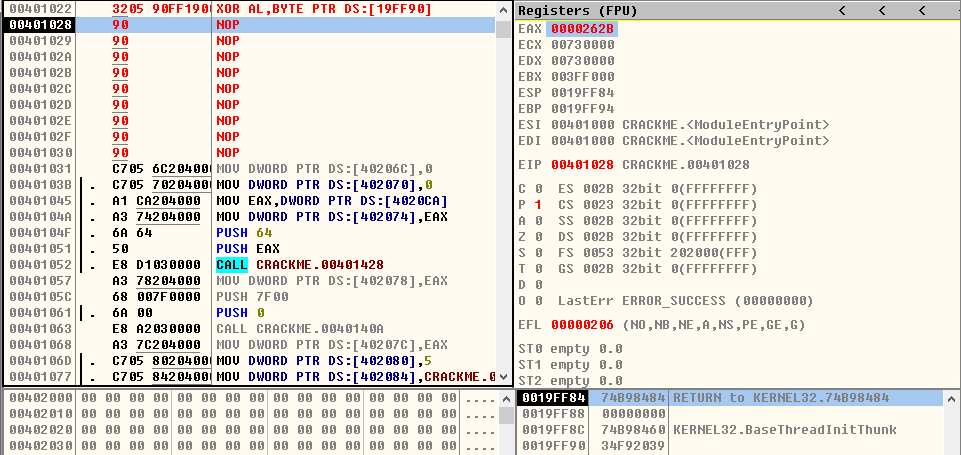 00401022 3205 90FF1900 XOR AL,BYTE PTR DS:[19FF90]
00401028 90 NOP
00401029 90 NOP
0040102A 90 NOP
0040102B 90 NOP
0040102C 90 NOP
0040102D 90 NOP
0040102E 90 NOP
0040102F 90 NOP
00401030 90 NOP
00401031 C705 6C204000 MOV DWORD PTR DS:[40206C],0
0040103B . C705 70204000 MOV DWORD PTR DS:[402070],0
00401045 . A1 CA204000 MOV EAX,DWORD PTR DS:[4020CA]
0040104A . A3 74204000 MOV DWORD PTR DS:[402074],EAX
0040104F . 6A 64 PUSH 64
00401051 . 50 PUSH EAX
00401052 . E8 D1030000 CALL CRACKME.00401428
00401057 A3 78204000 MOV DWORD PTR DS:[402078],EAX
0040105C 68 007F0000 PUSH 7F00
00401061 . 6A 00 PUSH 0
00401063 E8 A2030000 CALL CRACKME.0040140A
00401068 A3 7C204000 MOV DWORD PTR DS:[40207C],EAX
0040106D . C705 80204000 MOV DWORD PTR DS:[402080],5
00401077 . C705 84204000 MOV DWORD PTR DS:[402084],CRACKME.0
Registers (FPU) < < <
EAX 0000262B
ECX 00730000
EDX 00730000
EBX 003FF000
ESP 0019FF84
EBP 0019FF94
ESI 00401000 CRACKME.<ModuleEntryPoint>
EDI 00401000 CRACKME.<ModuleEntryPoint>
EIP 00401028 CRACKME.00401028
C 0 ES 002B 32bit 0(FFFFFFFF)
P 1 CS 0023 32bit 0(FFFFFFFF)
A 0 SS 002B 32bit 0(FFFFFFFF)
Z 0 DS 002B 32bit 0(FFFFFFFF)
S 0 FS 0053 32bit 202000(FFF)
T 0 GS 002B 32bit 0(FFFFFFFF)
D 0
O 0 LastErr ERROR_SUCCESS (00000000)
EFL 00000206 (NO,NB,NE,A,NS,PE,GE,G)
ST0 empty 0.0
ST1 empty 0.0
ST2 empty 0.0
00402000 00 00 00 00 00 00 00 00 00 00 00 00 00 00 00 00 ....
00402010 00 00 00 00 00 00 00 00 00 00 00 00 00 00 00 00 ....
00402020 00 00 00 00 00 00 00 00 00 00 00 00 00 00 00 00 ....
00402030 00 00 00 00 00 00 00 00 00 00 00 00 00 00 00 00 ....
0019FF84 74B98484 RETURN to KERNEL32.74B98484
0019FF88 00000000
0019FF8C 74B98460 KERNEL32.BaseThreadInitThunk
0019FF90 34F92039